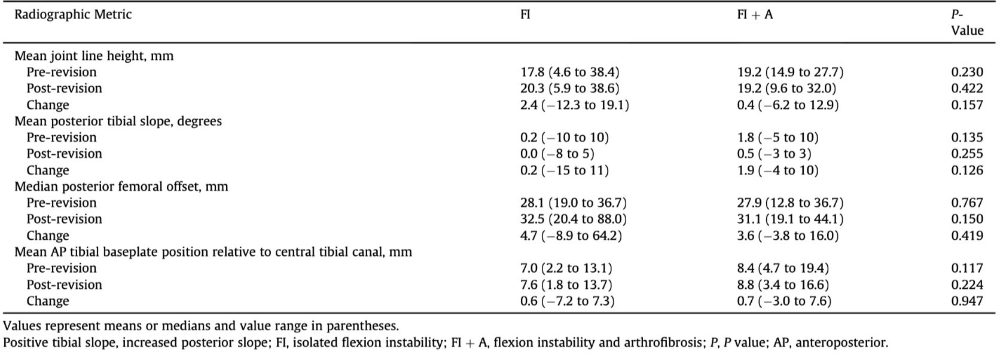 Radiographic Metric FI FI + A P-
Value
Mean joint line height, mm
Pre-revision 17.8 (4.6 to 38.4) 19.2 (14.9 to 27.7) 0.230
Post-revision 20.3 (5.9 to 38.6) 19.2 (9.6 to 32.0) 0.422
Change 2.4 (−12.3 to 19.1) 0.4 (−6.2 to 12.9) 0.157
Mean posterior tibial slope, degrees
Pre-revision 0.2 (−10 to 10) 1.8 (−5 to 10) 0.135
Post-revision 0.0 (−8 to 5) 0.5 (−3 to 3) 0.255
Change 0.2 (−15 to 11) 1.9 (−4 to 10) 0.126
Median posterior femoral offset, mm
Pre-revision 28.1 (19.0 to 36.7) 27.9 (12.8 to 36.7) 0.767
Post-revision 32.5 (20.4 to 88.0) 31.1 (19.1 to 44.1) 0.150
Change 4.7 (−8.9 to 64.2) 3.6 (−3.8 to 16.0) 0.419
Mean AP tibial baseplate position relative to central tibial canal, mm
Pre-revision 7.0 (2.2 to 13.1) 8.4 (4.7 to 19.4) 0.117
Post-revision 7.6 (1.8 to 13.7) 8.8 (3.4 to 16.6) 0.224
Change 0.6 (−7.2 to 7.3) 0.7 (−3.0 to 7.6) 0.947
Values represent means or medians and value range in parentheses.
Positive tibial slope, increased posterior slope; FI, isolated flexion instability; FI + A, flexion instability and arthrofibrosis; P, P value; AP, anteroposterior.